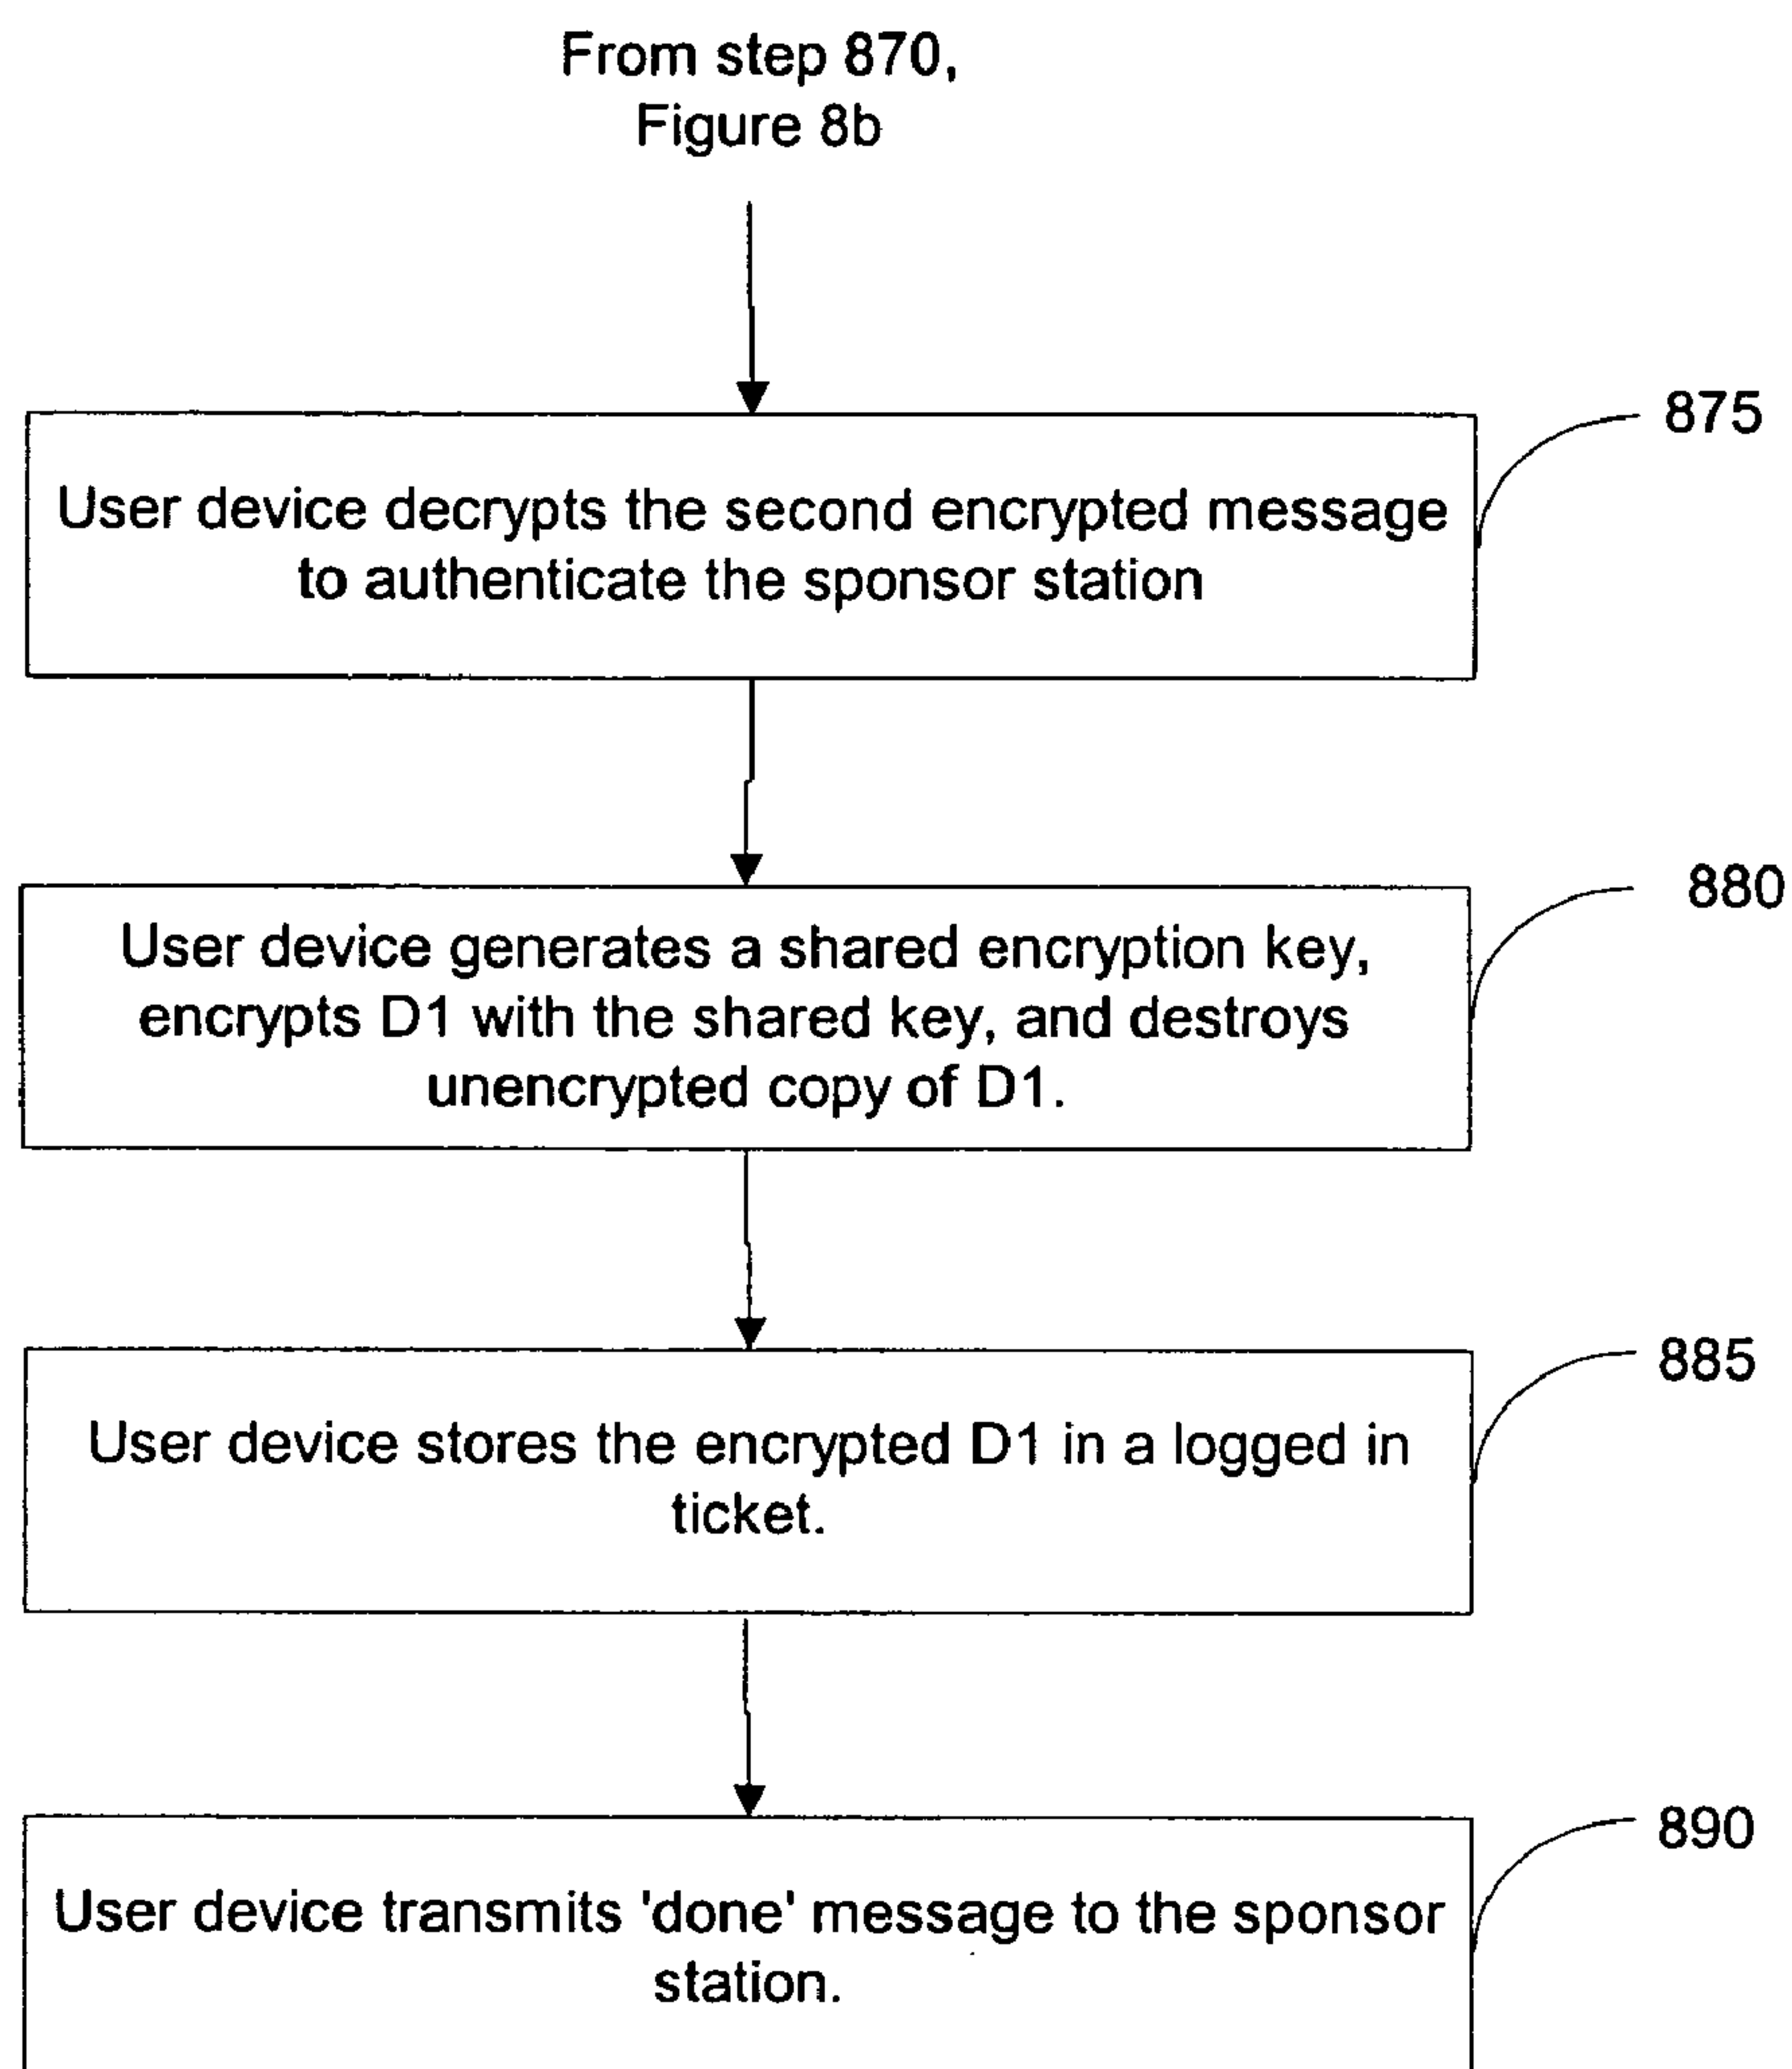 From step 870,
Figure 8b
875
User device decrypts the second encrypted message
to authenticate the sponsor station
880
User device generates a shared encryption key,
encrypts D1 with the shared key, and destroys
unencrypted copy of D1.
885
User device stores the encrypted D1 in a logged in
ticket.
890
User device transmits 'done' message to the sponsor
station.